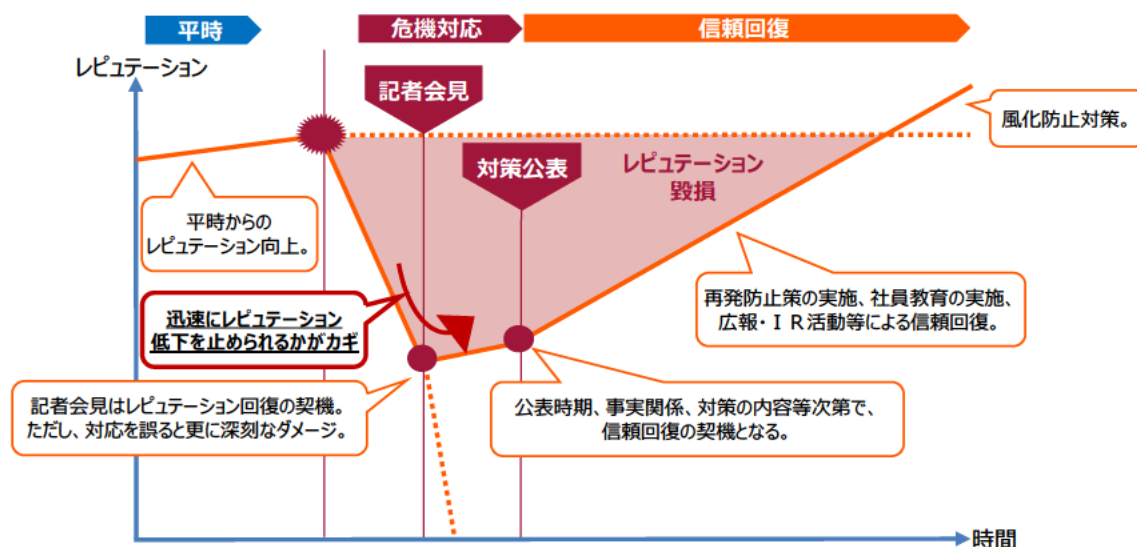 平時
危機対応
信頼回復
レピュテーション
記者会見
風化防止対策。
対策公表
レピュテーション
毀損
平時からの
レピュテーション向上。
再発防止策の実施、社員教育の実施、
広報・ＩＲ活動等による信頼回復。
迅速にレピュテーション
低下を止められるかがカギ
記者会見はレピュテーション回復の契機。
ただし、対応を誤ると更に深刻なダメージ。
公表時期、事実関係、対策の内容等次第で、
信頼回復の契機となる。
時間